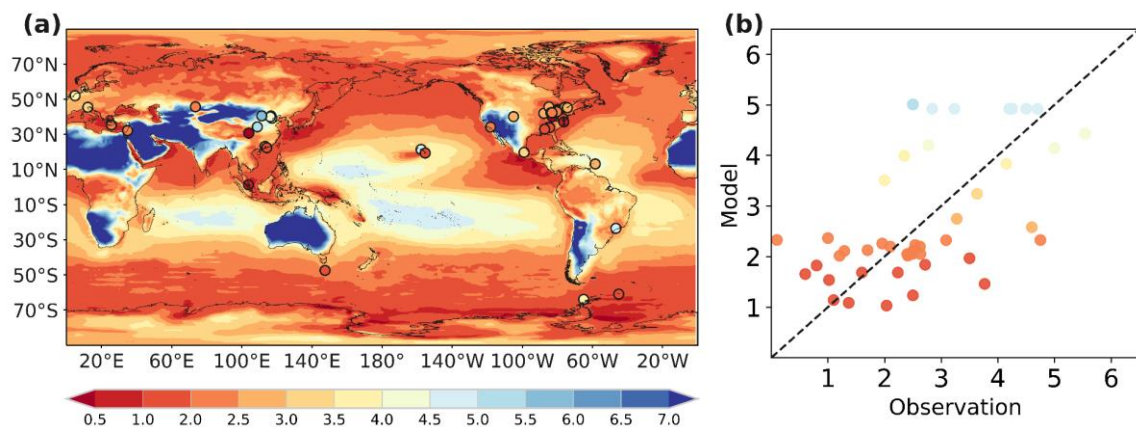 (a)
70°N
50°N
30°N
10°N
10°S
30°S
50°S
70°S
20°E 60°E 100°E 140°E 180° 140°W 100°W 60°W 20°W
0.5 1.0 2.0 2.5 3.0 3.5 4.0 4.5 5.0 5.5 6.0 6.5 7.0
(b)
6
5
4
3
2
1
Model
1 2 3 4 5 6
Observation